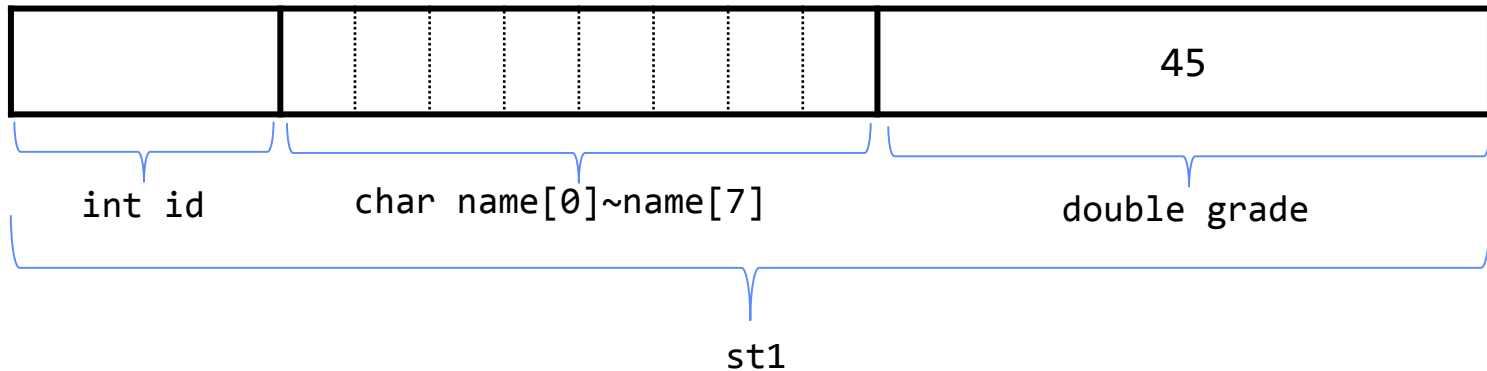 45
int id
char name[0]~name[7]
double grade
st1